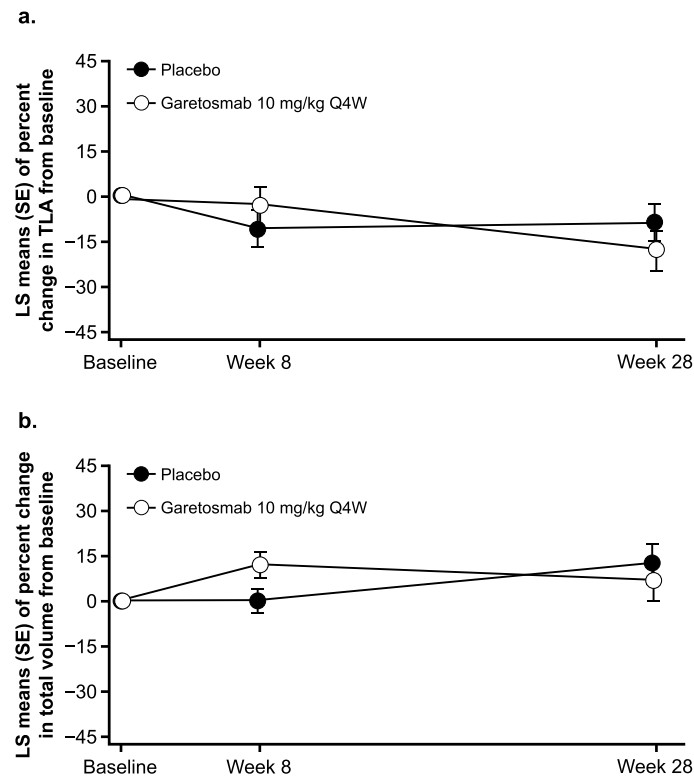 a.
LS means (SE) of percent
change in TLA from baseline
45
30
15
0
−15
−30
−45
Placebo
Garetosmab 10 mg/kg Q4W
Baseline
Week 8
Week 28
b.
LS means (SE) of percent change
in total volume from baseline
45
30
15
0
−15
−30
−45
Placebo
Garetosmab 10 mg/kg Q4W
Baseline
Week 8
Week 28